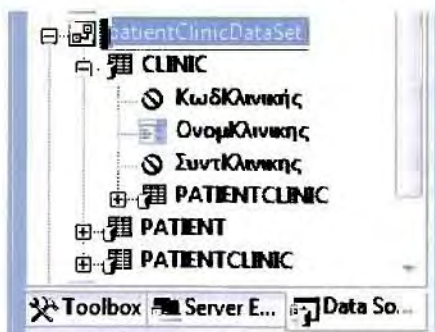 patientClinicDataSet
CLINIC
ΚωδΚλινικής
ΟνομΚλινικης
ΣυντΚλινικης
PATIENTCLINIC
PATIENT
PATIENTCLINIC
Toolbox Server E... Data So...